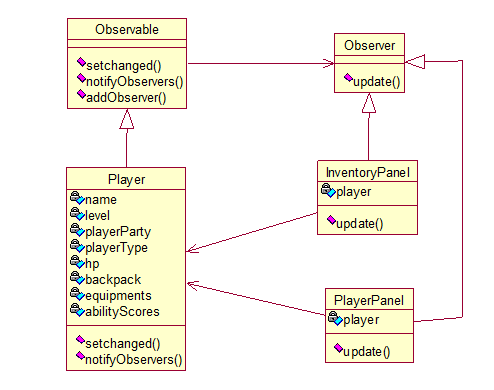 Observable
setchanged()
notifyObservers()
addObserver()
Observer
update()
Player
name
level
playerParty
playerType
hp
backpack
equipments
abilityScores
setchanged()
notifyObservers()
InventoryPanel
player
update()
PlayerPanel
player
update()